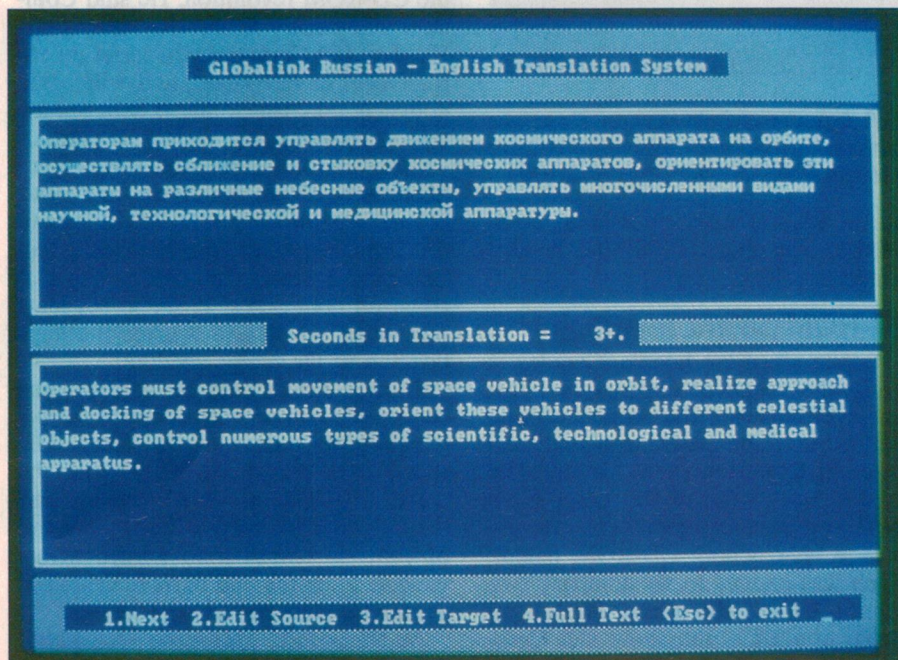 Globalink Russian - English Translation System
Операторам приходится управлять движением космического аппарата на орбите,
осуществлять сближение и стыковку космических аппаратов, ориентировать эти
аппараты на различные небесные объекты, управлять многочисленными видами
научной, технологической и медицинской аппаратуры.
Seconds in Translation = 3+.
Operators must control movement of space vehicle in orbit, realize approach
and docking of space vehicles, orient these vehicles to different celestial
objects, control numerous types of scientific, technological and medical
apparatus.
1.Next 2.Edit Source 3.Edit Target 4.Full Text <Esc> to exit _